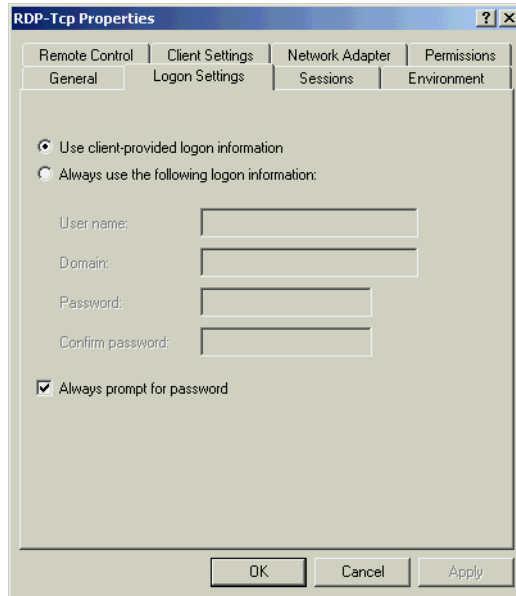 RDP-Tcp Properties
Remote Control Client Settings Network Adapter Permissions
General Logon Settings Sessions Environment
Use client-provided logon information
Always use the following logon information:
User name:
Domain:
Password:
Confirm password:
Always prompt for password
OK Cancel Apply